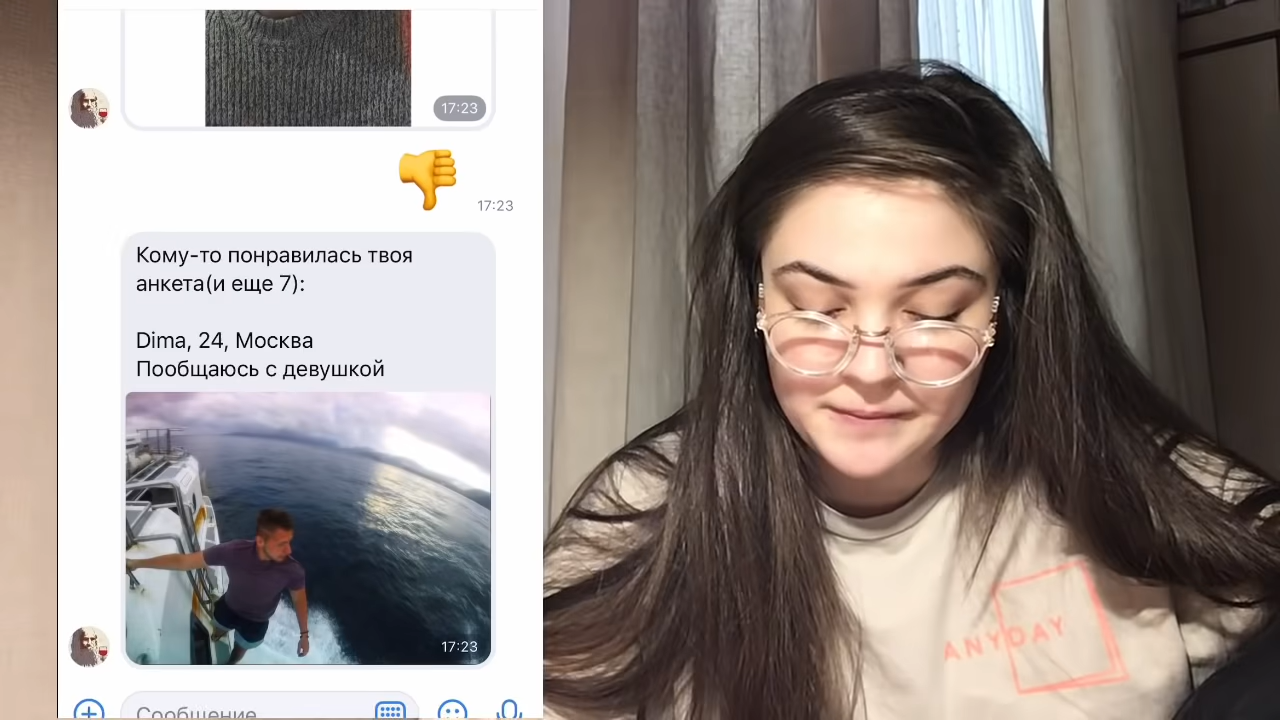 17:23
17:23
Кому-то понравилась твоя
анкета(и еще 7):
Dima, 24, Москва
Пообщаюсь с девушкой
17:23
Сообщение
ANYDAY